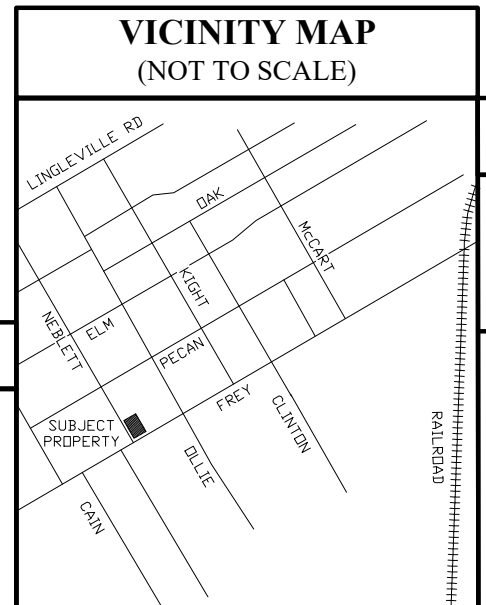 VICINITY MAP
(NOT TO SCALE)
LINGLEVILLE RD
OAK
McCART
KIGHT
NEBLETT
ELM
PECAN
FREY
SUBJECT
PROPERTY
CLINTON
OLLIE
RAILROAD
CAIN